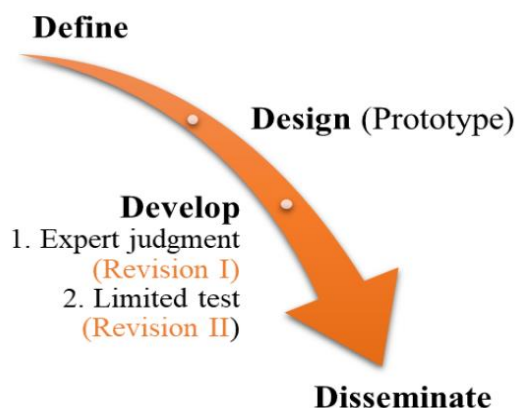 Define
Design (Prototype)
Develop
1. Expert judgment
(Revision I)
2. Limited test
(Revision II)
Disseminate